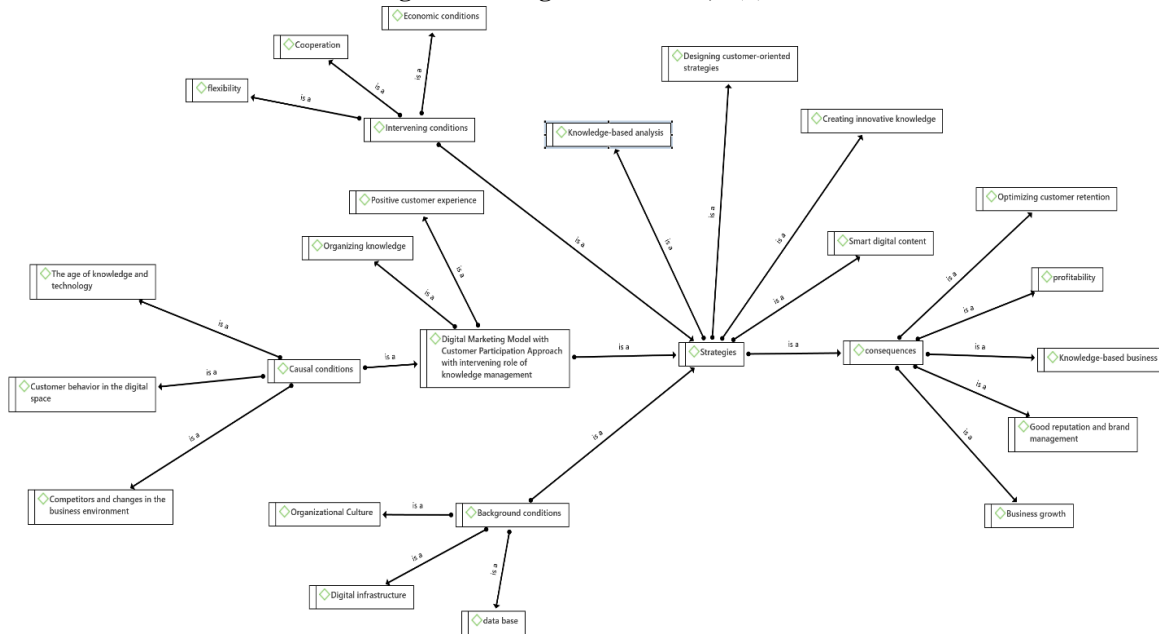 Economic conditions
Cooperation
flexibility
is a
is a
is a
Intervening conditions
Designing customer-oriented
strategies
Knowledge-based analysis
Creating innovative knowledge
Positive customer experience
Organizing knowledge
is a
is a
is a
is a
is a
is a
Smart digital content
is a
Optimizing customer retention
The age of knowledge and
technology
is a
Causal conditions
is a
Digital Marketing Model with
Customer Participation Approach
with intervening role of
knowledge management
is a
Strategies
is a
consequences
is a
profitability
is a
is a
Knowledge-based business
Customer behavior in the digital
space
is a
is a
Good reputation and brand
management
is a
Competitors and changes in the
business environment
is a
is a
Business growth
Organizational Culture
is a
Background conditions
Digital infrastructure
is a
is a
data base